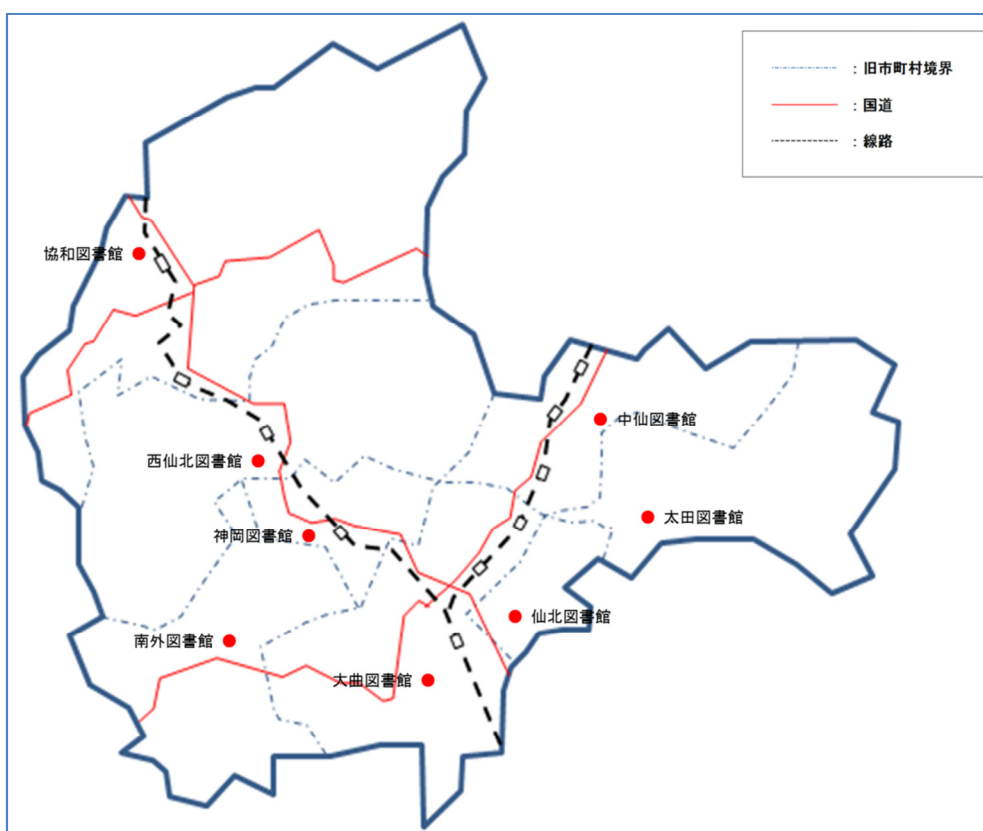 ：旧市町村境界
：国道
：線路
協和図書館
中仙図書館
西仙北図書館
太田図書館
神岡図書館
仙北図書館
南外図書館
大曲図書館